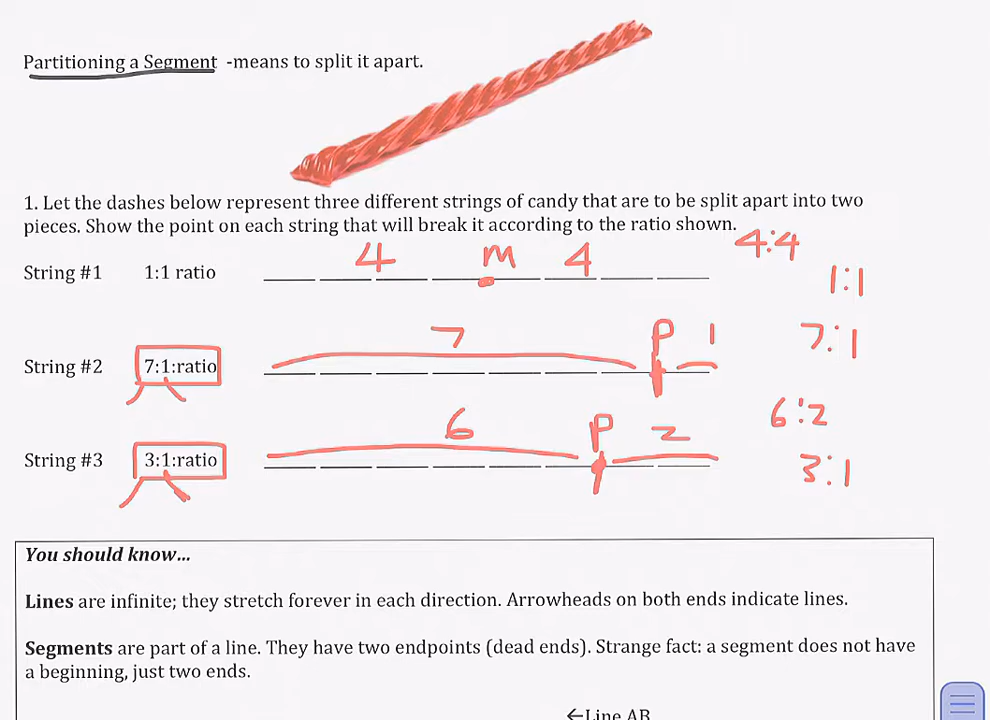 Partitioning a Segment -means to split it apart.
1. Let the dashes below represent three different strings of candy that are to be split apart into two
pieces. Show the point on each string that will break it according to the ratio shown.
4:4
4 m 4
String #1 1:1 ratio
1:1
7 P 1 7:1
String #2 7:1:ratio
6 P 2 6:2
String #3 3:1:ratio 3:1
You should know...
Lines are infinite; they stretch forever in each direction. Arrowheads on both ends indicate lines.
Segments are part of a line. They have two endpoints (dead ends). Strange fact: a segment does not have
a beginning, just two ends.
←Line AB